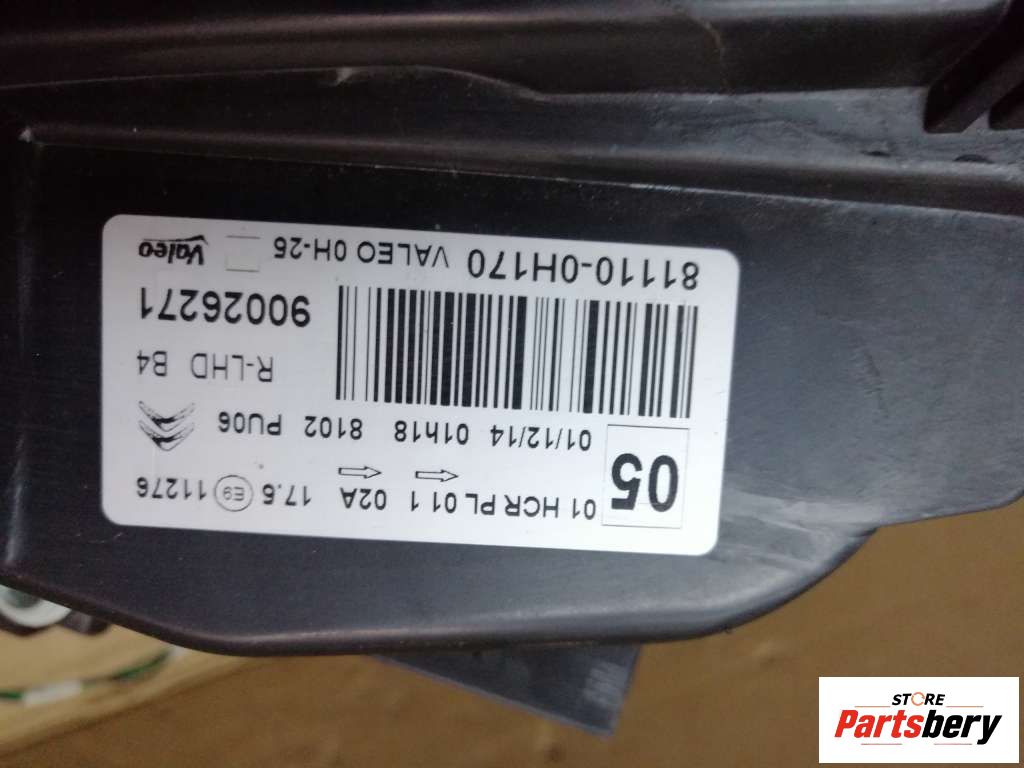 05
01 HCR PL 01 1 02A 17.5 E9 11276
01/12/14 01h18 8102 PU06
R-LHD B4
90026271
81110-0H170 VALEO 0H-26 Valeo
STORE
Partsbery